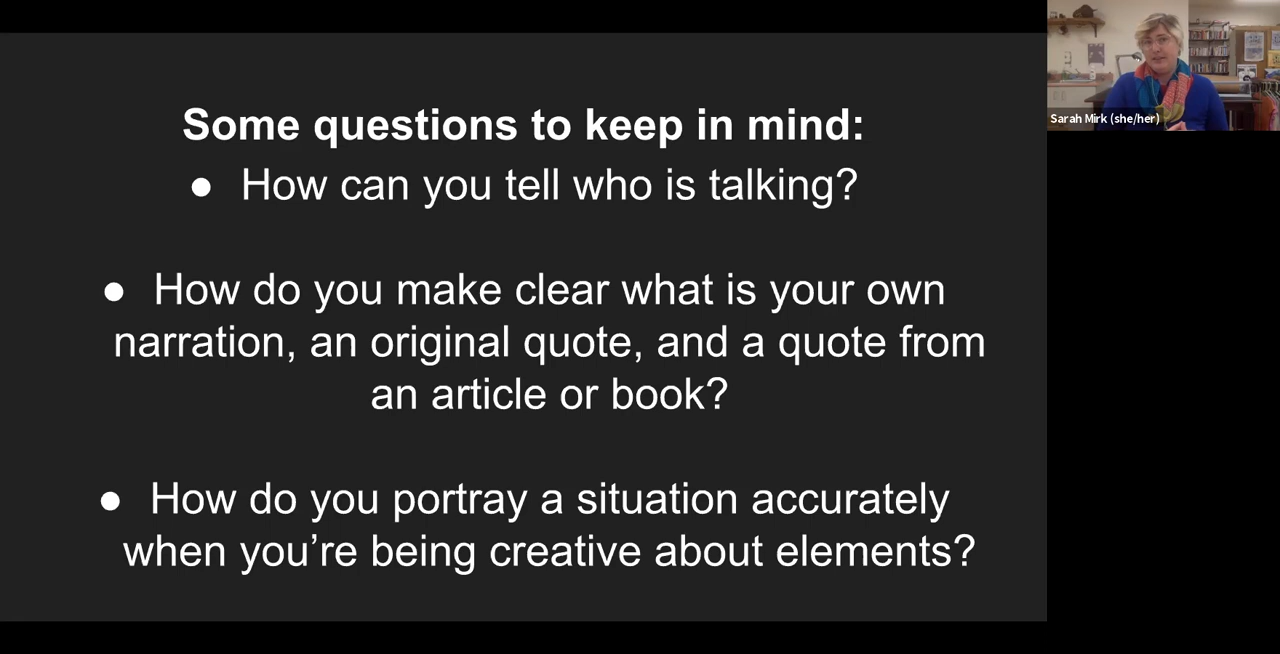 Some questions to keep in mind:
● How can you tell who is talking?
● How do you make clear what is your own
narration, an original quote, and a quote from
an article or book?
● How do you portray a situation accurately
when you’re being creative about elements?
Sarah Mirk (she/her)